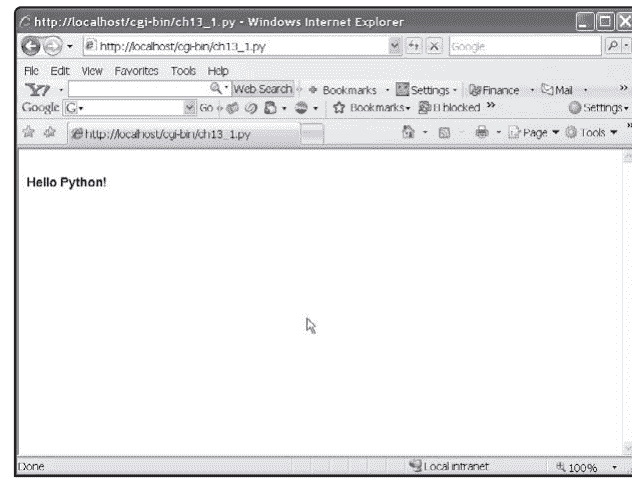 http://localhost/cgi-bin/ch13_1.py - Windows Internet Explorer
http://localhost/cgi-bin/ch13_1.py Google
File Edit View Favorites Tools Help
Y7 Web Search Bookmarks Settings Finance Mail »
Google G Go Bookmarks 8 blocked » Settings
http://localhost/cgi-bin/ch13_1.py Page Tools »
Hello Python!
Done Local intranet 100%